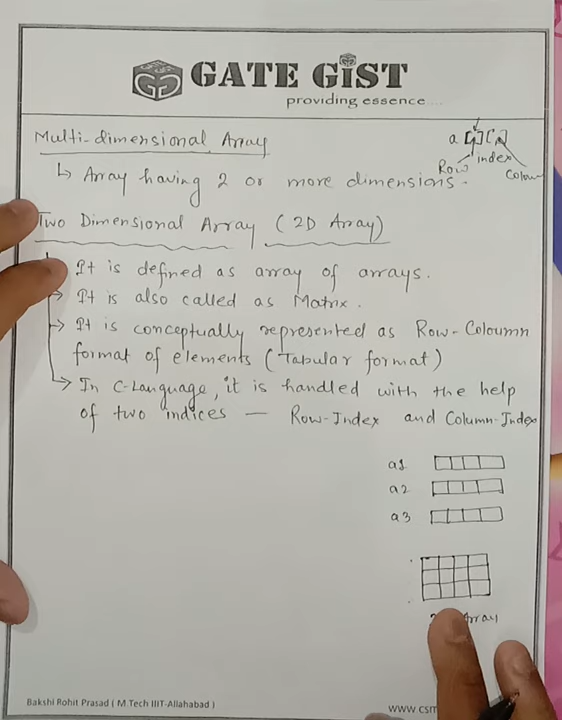 GATE GIST
providing essence....
Multi-dimensional Array
a [ ] [ ]
Row index Coloum
↳ Array having 2 or more dimensions.
Two Dimensional Array (2D Array)
It is defined as array of arrays.
→ It is also called as Matrix.
→ It is conceptually represented as Row-Coloumn
format of elements (Tabular format)
→ In C-Language, it is handled with the help
of two indices — Row-Index and Column-Index
a1
a2
a3
Array
Bakshi Rohit Prasad ( M.Tech IIIT-Allahabad )
www.csm